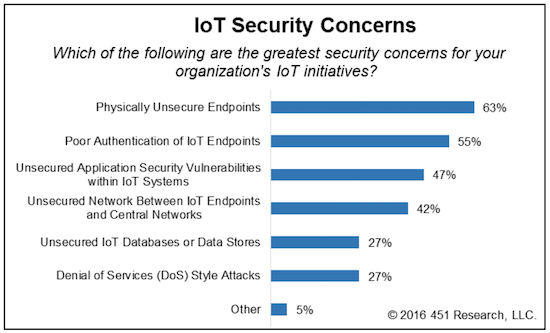 IoT Security Concerns
Which of the following are the greatest security concerns for your
organization's IoT initiatives?
Physically Unsecure Endpoints 63%
Poor Authentication of IoT Endpoints 55%
Unsecured Application Security Vulnerabilities
within IoT Systems 47%
Unsecured Network Between IoT Endpoints
and Central Networks 42%
Unsecured IoT Databases or Data Stores 27%
Denial of Services (DoS) Style Attacks 27%
Other 5%
© 2016 451 Research, LLC.